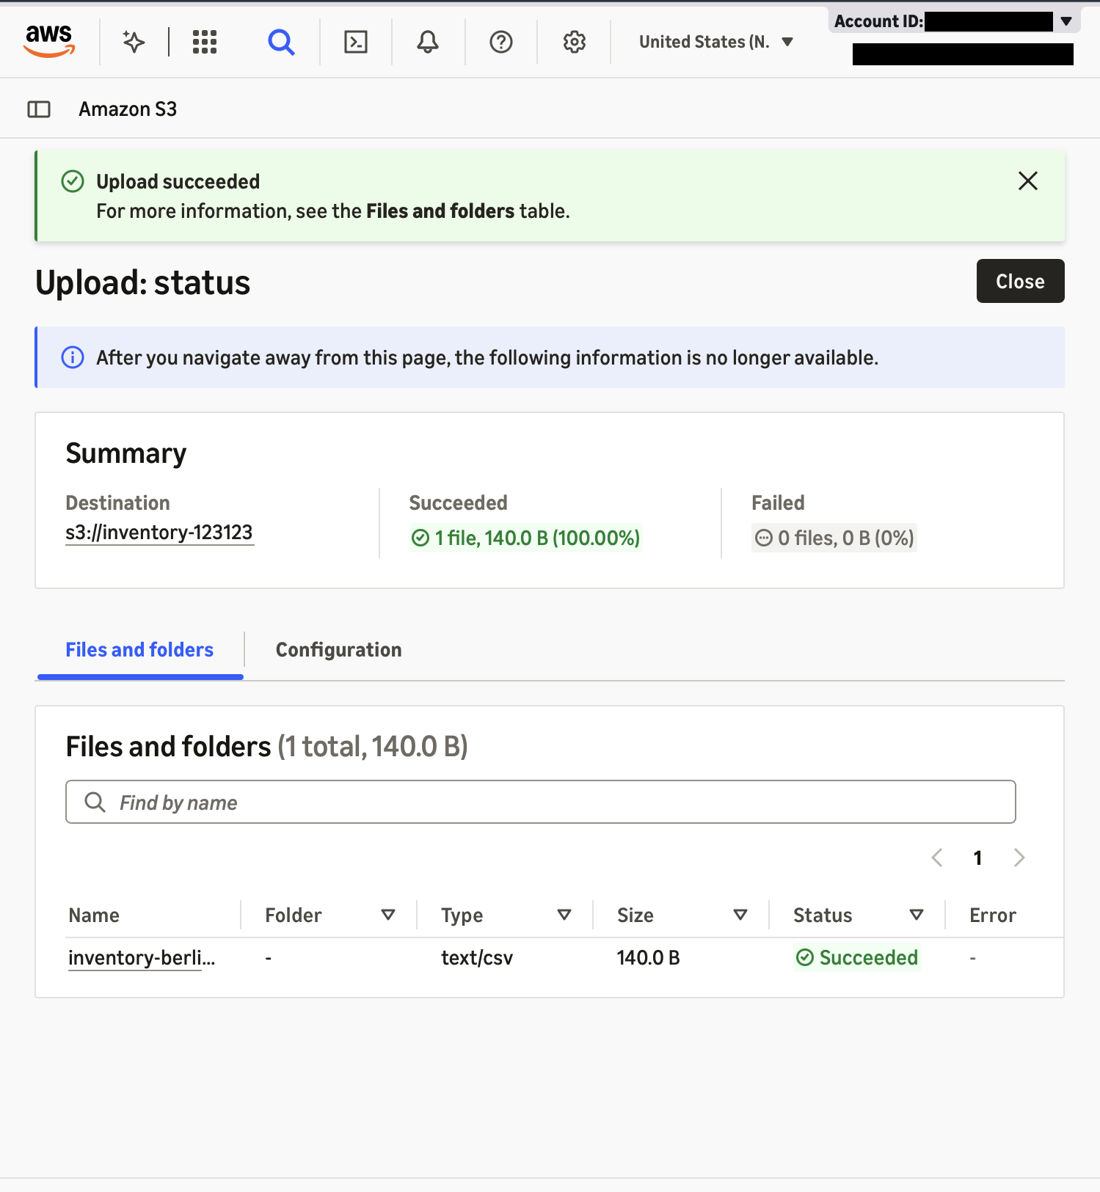 aws
United States (N.
Account ID:
Amazon S3
Upload succeeded
For more information, see the Files and folders table.
Upload: status
Close
After you navigate away from this page, the following information is no longer available.
Summary
Destination
s3://inventory-123123
Succeeded
1 file, 140.0 B (100.00%)
Failed
0 files, 0 B (0%)
Files and folders
Configuration
Files and folders (1 total, 140.0 B)
Find by name
1
Name Folder Type Size Status Error
inventory-berli... - text/csv 140.0 B Succeeded -